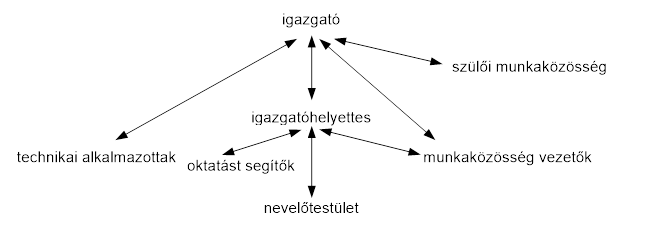 igazgató
szülői munkaközösség
igazgatóhelyettes
technikai alkalmazottak
oktatást segítők
munkaközösség vezetők
nevelőtestület